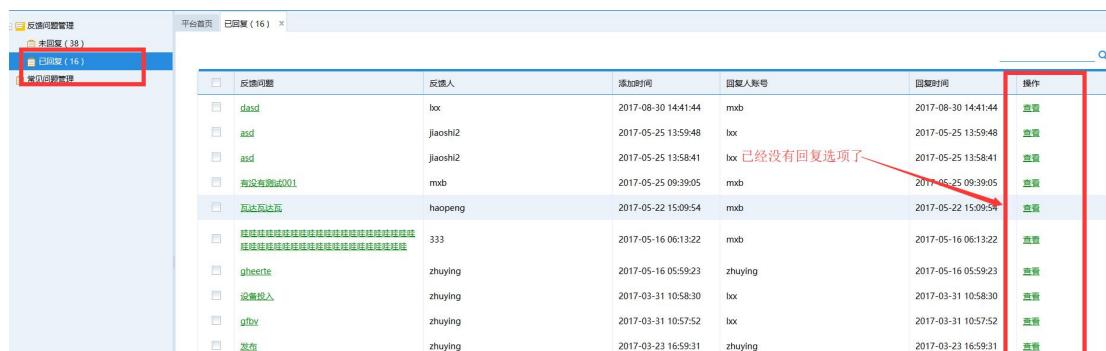 反馈问题管理
未回复（38）
已回复（16）
常见问题管理
平台首页 已回复（16） ×
反馈问题 反馈人 添加时间 回复人账号 回复时间 操作
dasd lxx 2017-08-30 14:41:44 mxb 2017-08-30 14:41:44 查看
asd jiaoshi2 2017-05-25 13:59:48 lxx 2017-05-25 13:59:48 查看
asd jiaoshi2 2017-05-25 13:58:41 lxx 已经没有回复选项了 2017-05-25 13:58:41 查看
有没有测试001 mxb 2017-05-25 09:39:05 mxb 2017-05-25 09:39:05 查看
瓦达瓦达瓦 haopeng 2017-05-22 15:09:54 mxb 2017-05-22 15:09:54 查看
哇哇哇哇哇哇哇哇哇哇哇哇哇哇哇哇哇哇哇哇哇
哇哇哇哇哇哇哇哇哇哇哇哇哇哇哇哇哇哇哇哇 333 2017-05-16 06:13:22 mxb 2017-05-16 06:13:22 查看
gheerte zhuying 2017-05-16 05:59:23 zhuying 2017-05-16 05:59:23 查看
设备投入 zhuying 2017-03-31 10:58:30 lxx 2017-03-31 10:58:30 查看
gfbv zhuying 2017-03-31 10:57:52 lxx 2017-03-31 10:57:52 查看
发布 zhuying 2017-03-23 16:59:31 zhuying 2017-03-23 16:59:31 查看